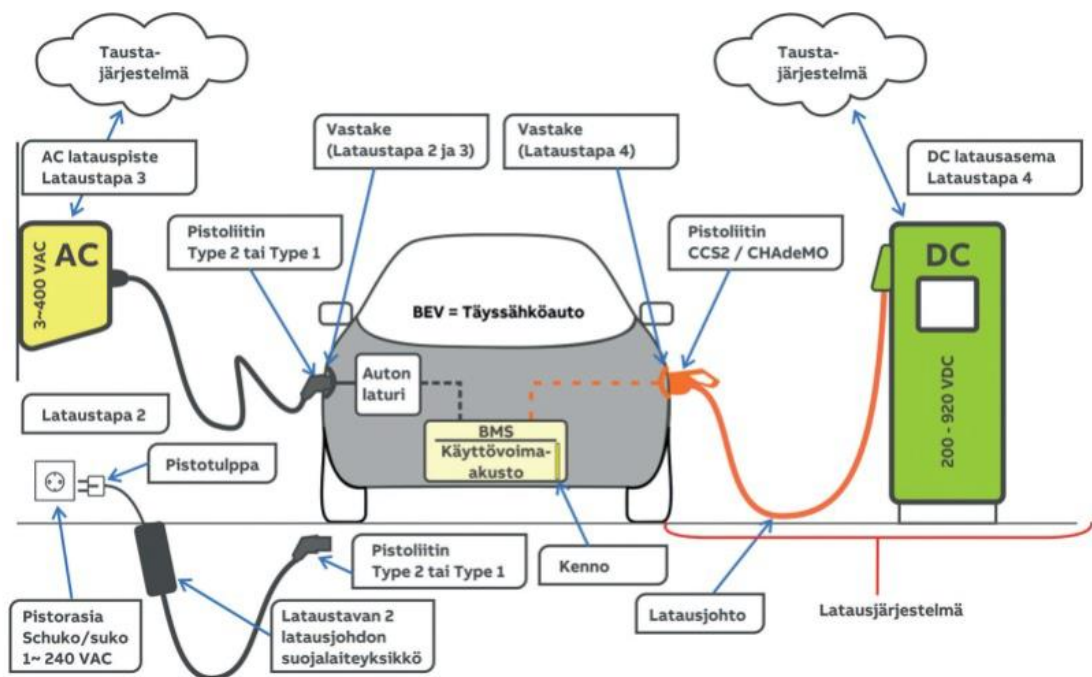 Tausta-
järjestelmä
Tausta-
järjestelmä
AC latauspiste
Lataustapa 3
Vastake
(Lataustapa 2 ja 3)
Vastake
(Lataustapa 4)
DC latausasema
Lataustapa 4
Pistoliitin
Type 2 tai Type 1
Pistoliitin
CCS2 / CHAdeMO
AC
3~400 VAC
DC
200 - 920 VDC
BEV = Täyssähköauto
Auton
laturi
BMS
Käyttövoima-
akusto
Lataustapa 2
Pistotulppa
Pistoliitin
Type 2 tai Type 1
Kenno
Latausjohto
Latausjärjestelmä
Pistorasia
Schuko/suko
1~ 240 VAC
Lataustavan 2
latausjohdon
suojalaiteyksikkö